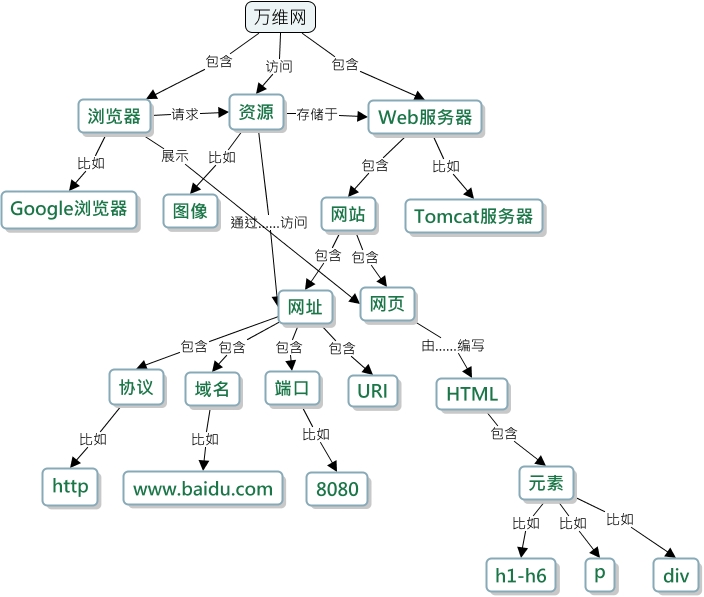 万维网
包含
访问
包含
浏览器
请求
资源
存储于
Web服务器
比如
展示
比如
包含
比如
Google浏览器
图像
网站
Tomcat服务器
通过......访问
包含
包含
网址
网页
包含
包含
包含
包含
由......编写
协议
域名
端口
URI
HTML
比如
比如
比如
包含
http
www.baidu.com
8080
元素
比如
比如
比如
h1-h6
p
div